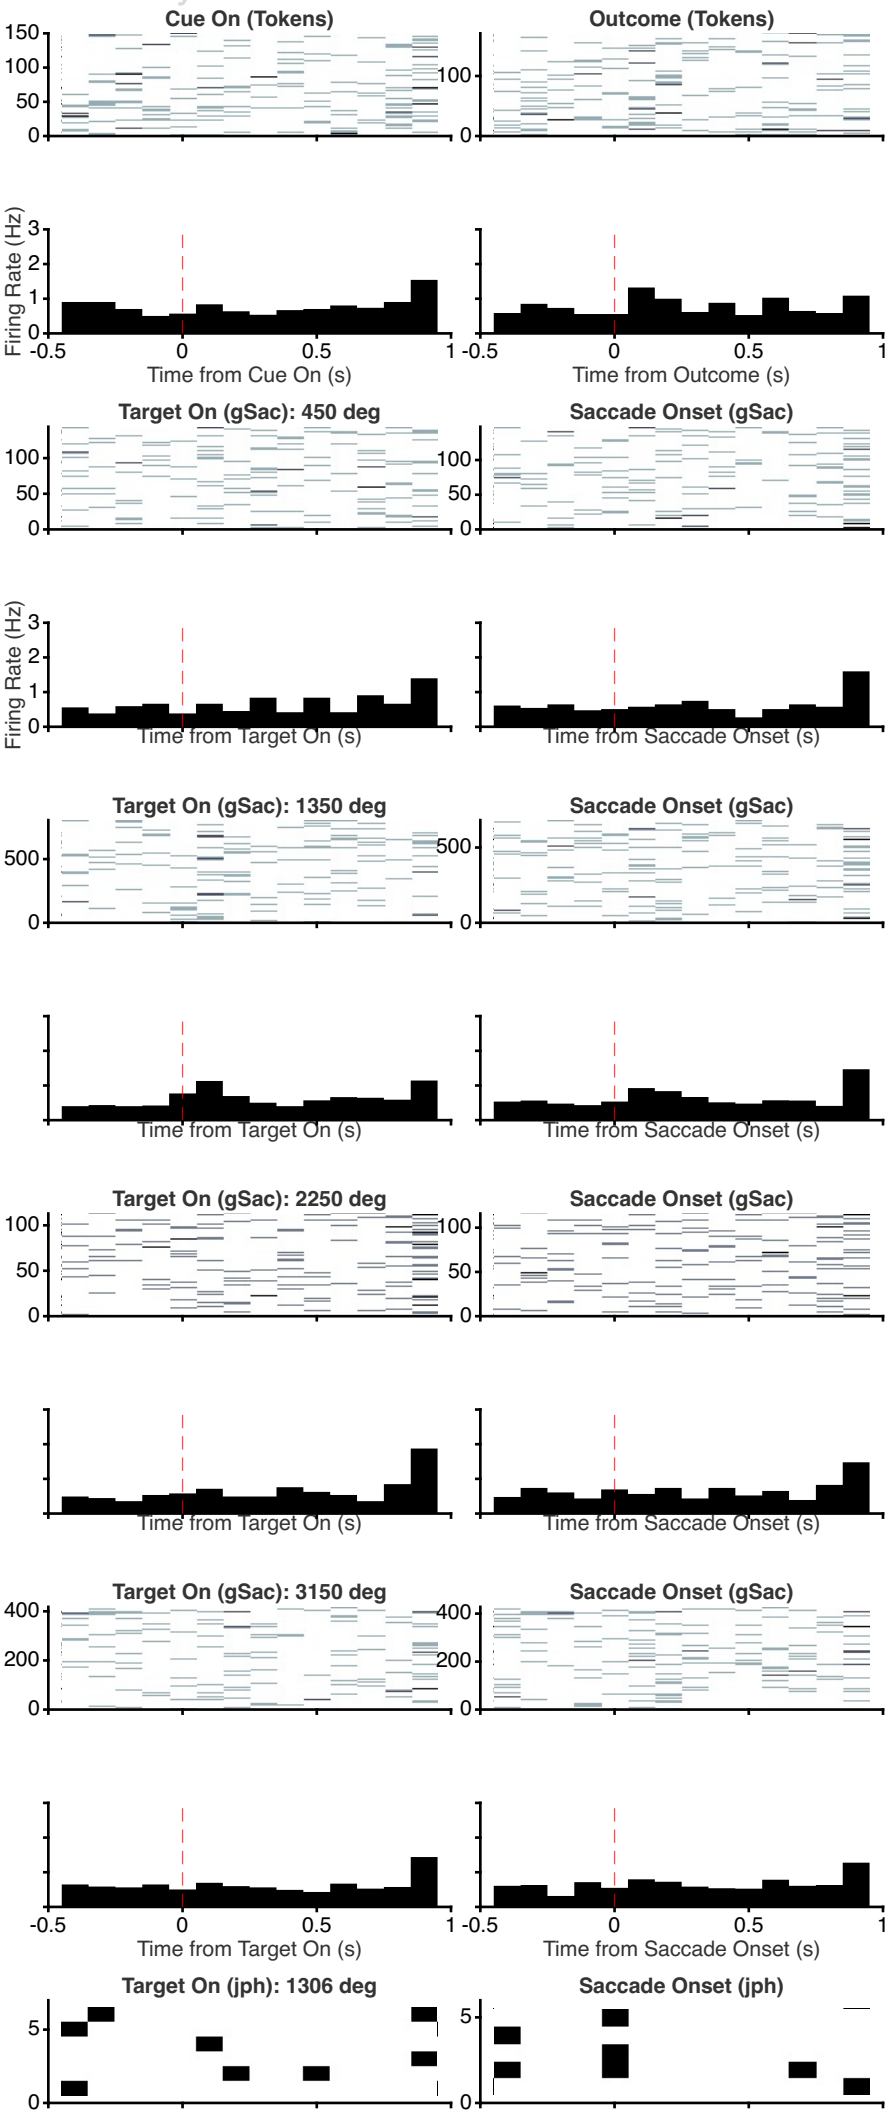 Cue On (Tokens)
Outcome (Tokens)
150
100
50
0
100
0
Firing Rate (Hz)
3
2
1
0
-0.5 0 0.5 1
-0.5 0 0.5 1
Time from Cue On (s)
Time from Outcome (s)
Target On (gSac): 450 deg
Saccade Onset (gSac)
100
50
0
100
50
0
Firing Rate (Hz)
3
2
1
0
Time from Target On (s)
Time from Saccade Onset (s)
Target On (gSac): 1350 deg
Saccade Onset (gSac)
500
0
500
0
Time from Target On (s)
Time from Saccade Onset (s)
Target On (gSac): 2250 deg
Saccade Onset (gSac)
100
50
0
100
50
0
Time from Target On (s)
Time from Saccade Onset (s)
Target On (gSac): 3150 deg
Saccade Onset (gSac)
400
200
0
400
200
0
-0.5 0 0.5 1
-0.5 0 0.5 1
Time from Target On (s)
Time from Saccade Onset (s)
Target On (jph): 1306 deg
Saccade Onset (jph)
5
0
5
0